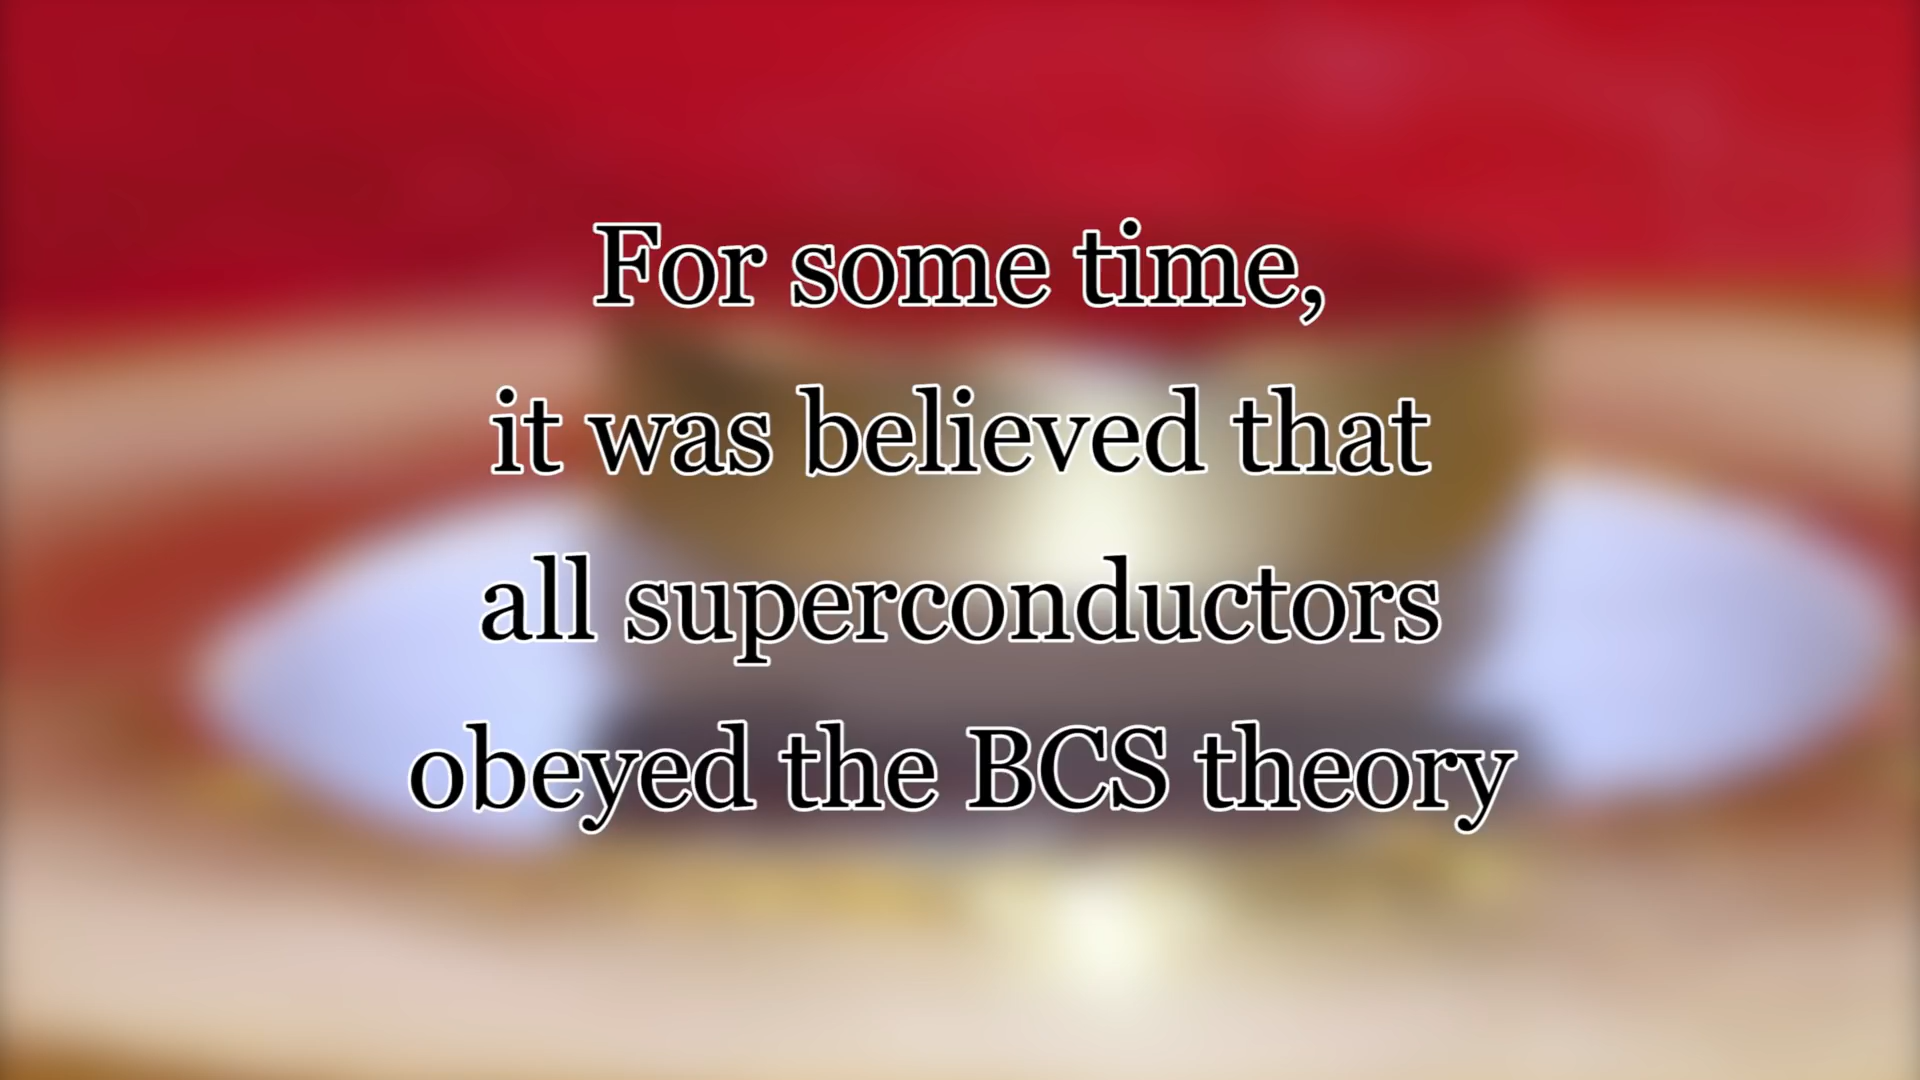 For some time,
it was believed that
all superconductors
obeyed the BCS theory